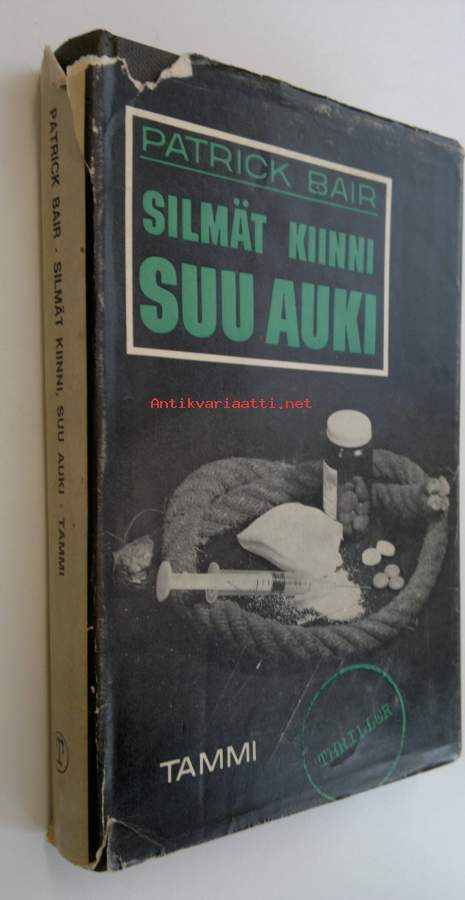 PATRICK BAIR
SILMÄT KIINNI
SUU AUKI
Antikvariaatti.net
TAMMI
THRILLER
PATRICK BAIR · SILMÄT KIINNI, SUU AUKI · TAMMI